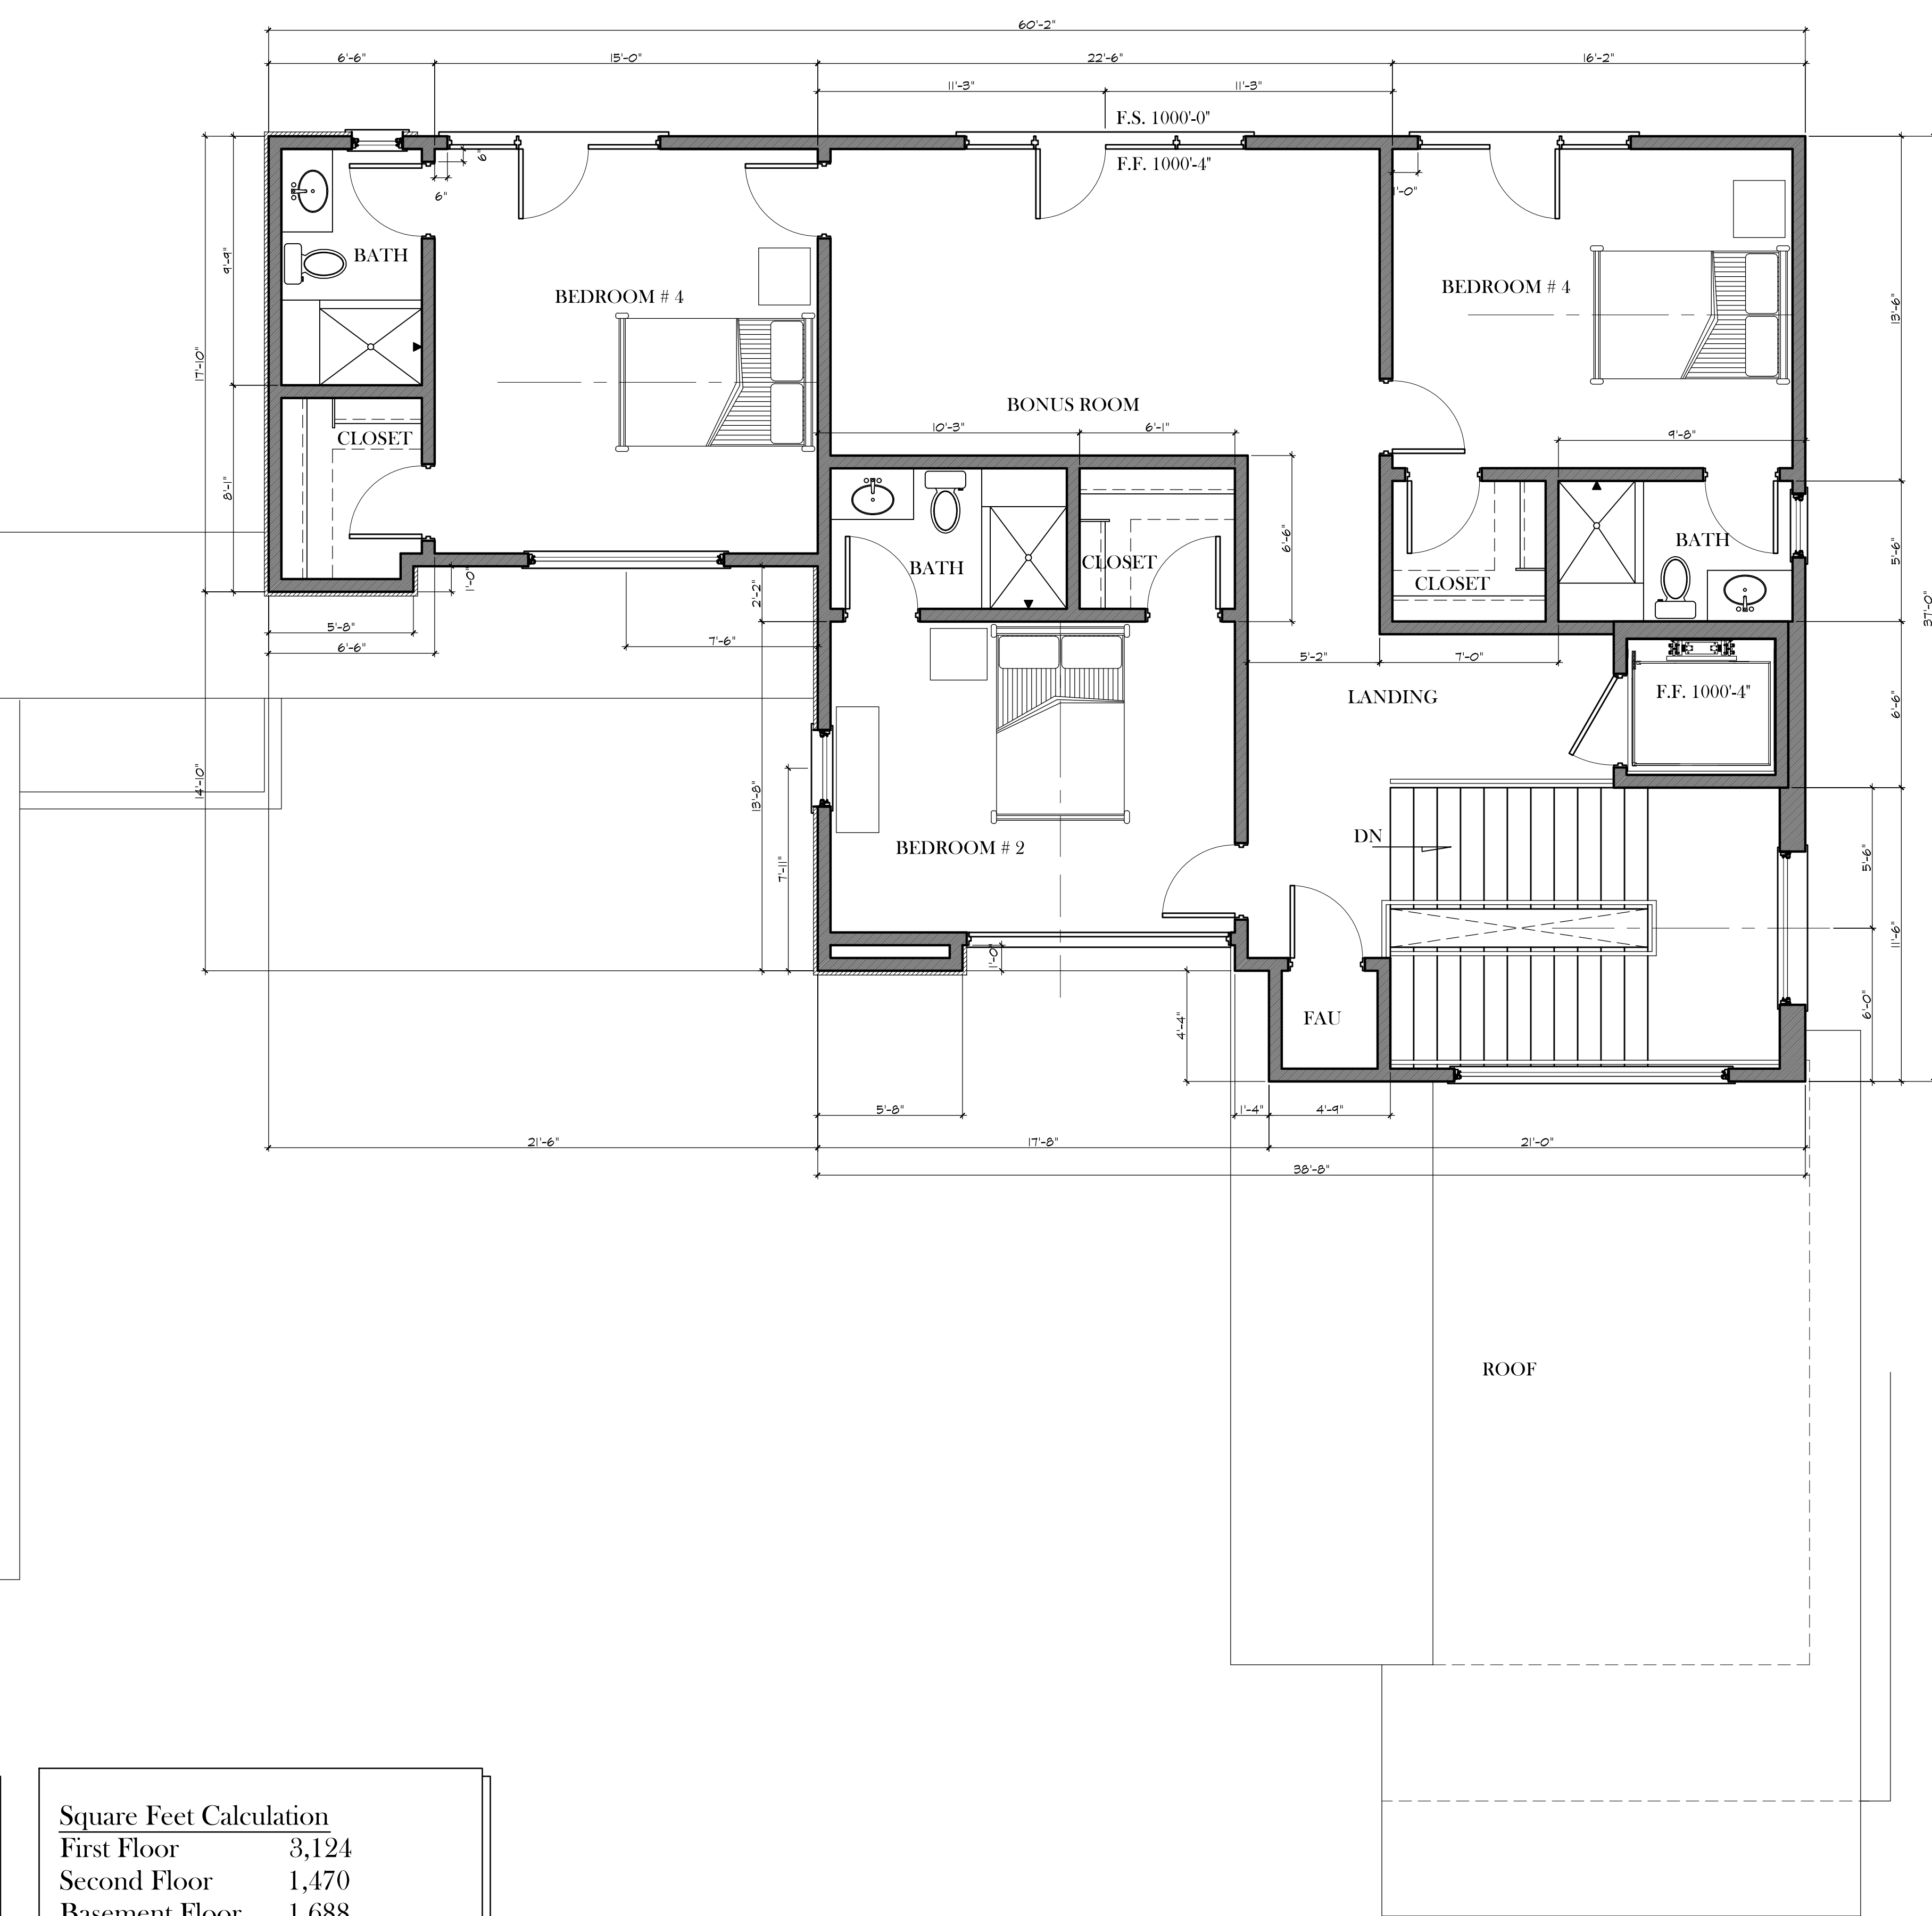 60'-2"
6'-6"
15'-0"
22'-6"
16'-2"
11'-3"
11'-3"
F.S. 1000'-0"
F.F. 1000'-4"
6"
6"
1'-0"
BATH
BEDROOM # 4
BEDROOM # 4
9'-9"
17'-10"
13'-6"
BONUS ROOM
10'-3"
6'-1"
9'-8"
CLOSET
8'-1"
6'-6"
5'-6"
BATH
CLOSET
BATH
CLOSET
1'-0"
2'-2"
37'-0"
5'-8"
6'-6"
7'-6"
5'-2"
7'-0"
LANDING
F.F. 1000'-4"
6'-6"
14'-10"
13'-8"
7'-11"
DN
BEDROOM # 2
5'-6"
11'-6"
1'-0"
FAU
4'-4"
6'-0"
5'-8"
1'-4"
4'-9"
21'-6"
17'-8"
21'-0"
38'-8"
ROOF
Square Feet Calculation
First Floor 3,124
Second Floor 1,470
Basement Floor 1,688